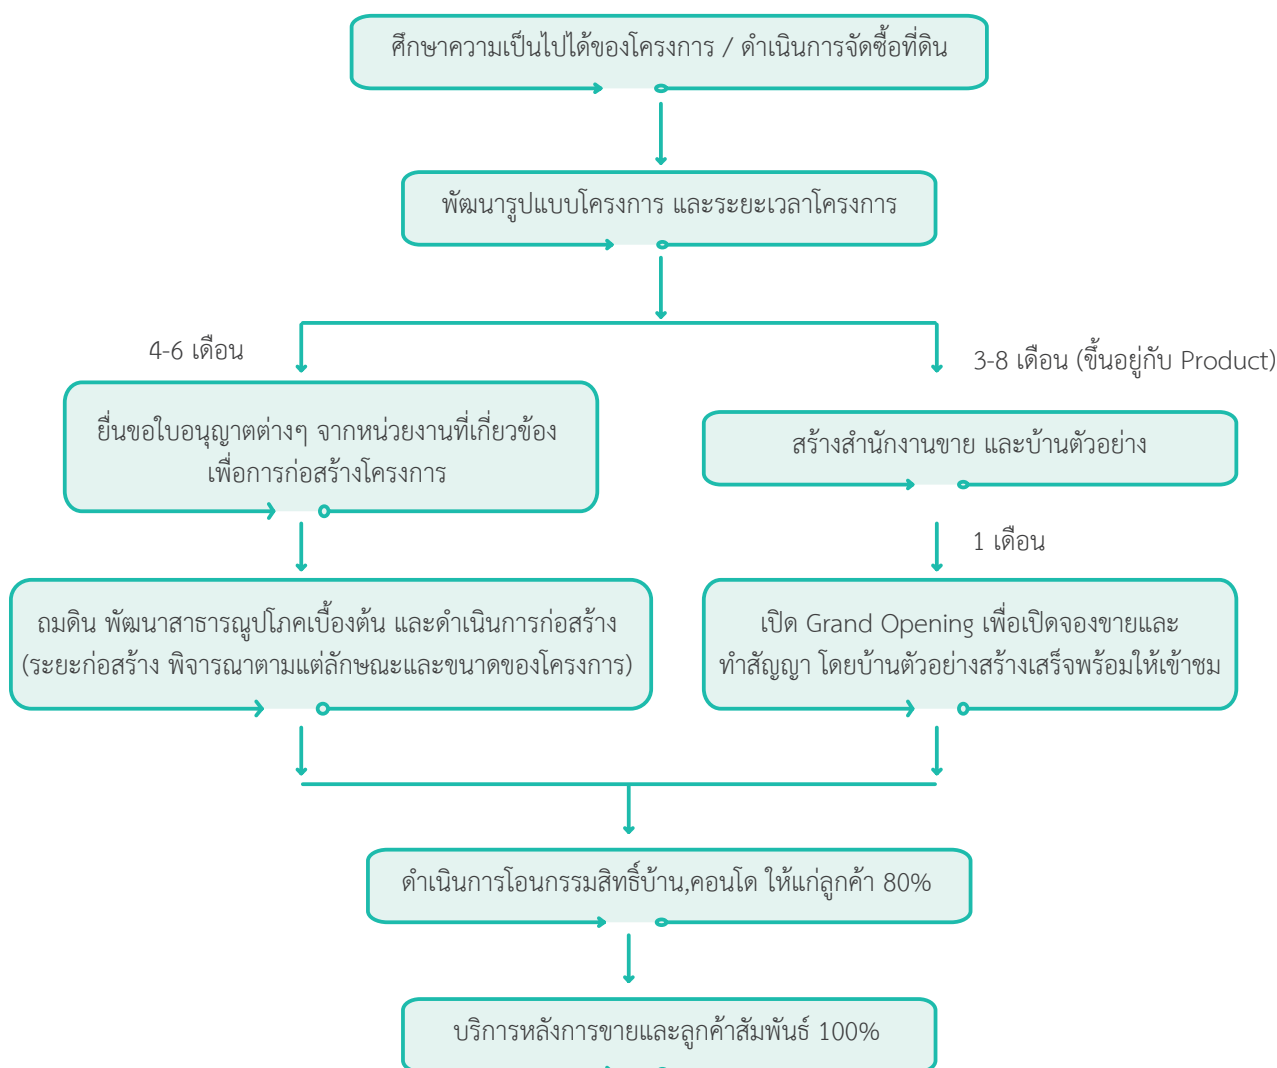 ศึกษาความเป็นไปได้ของโครงการ / ดำเนินการจัดซื้อที่ดิน
พัฒนารูปแบบโครงการ และระยะเวลาโครงการ
4-6 เดือน
3-8 เดือน (ขึ้นอยู่กับ Product)
ยื่นขอใบอนุญาตต่างๆ จากหน่วยงานที่เกี่ยวข้อง
เพื่อการก่อสร้างโครงการ
สร้างสำนักงานขาย และบ้านตัวอย่าง
1 เดือน
ถมดิน พัฒนาสาธารณูปโภคเบื้องต้น และดำเนินการก่อสร้าง
(ระยะก่อสร้าง พิจารณาตามแต่ลักษณะและขนาดของโครงการ)
เปิด Grand Opening เพื่อเปิดจองขายและ
ทำสัญญา โดยบ้านตัวอย่างสร้างเสร็จพร้อมให้เข้าชม
ดำเนินการโอนกรรมสิทธิ์บ้าน,คอนโด ให้แก่ลูกค้า 80%
บริการหลังการขายและลูกค้าสัมพันธ์ 100%